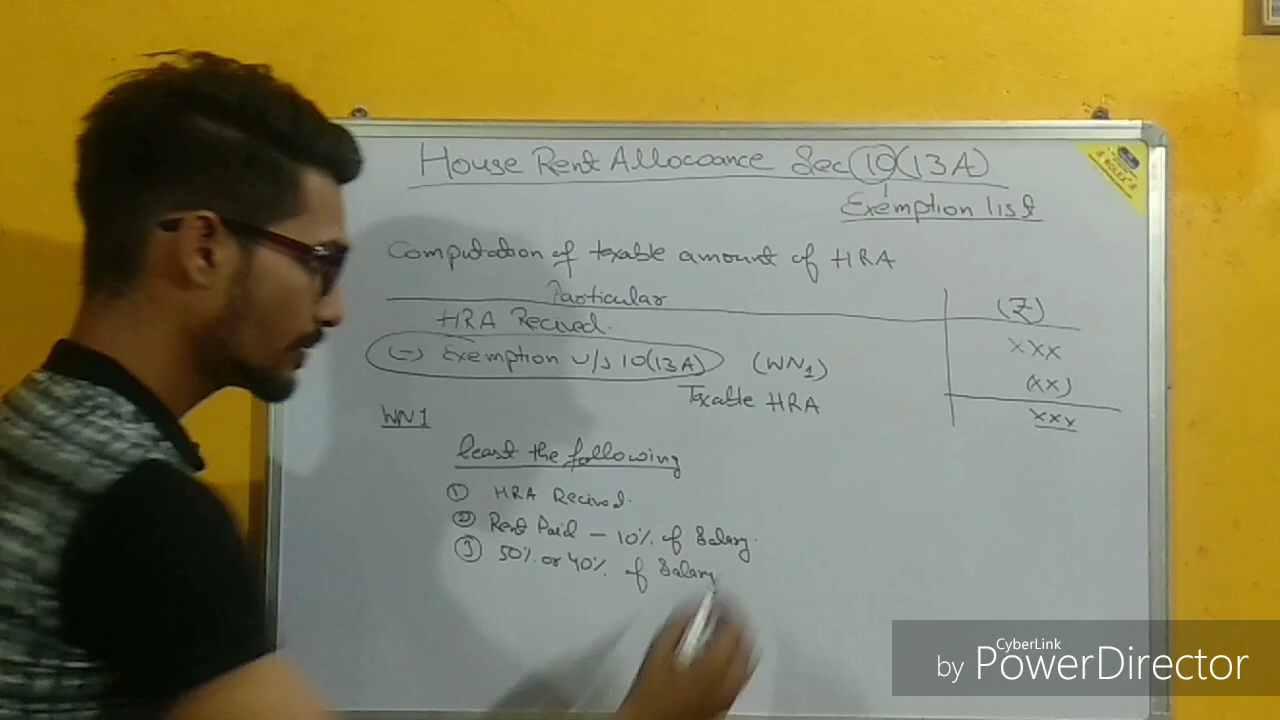 House Rent Allocoance Sec 10(13A)
Exemption list
Computation of taxable amount of HRA
Particular (₹)
HRA Recived. xxx
(-) Exemption u/s 10(13A) (WN1) (xx)
Taxable HRA xxx
WN1
least the following
① HRA Recived.
② Rent Paid - 10% of Salary.
③ 50% or 40% of Salary
CyberLink
by PowerDirector